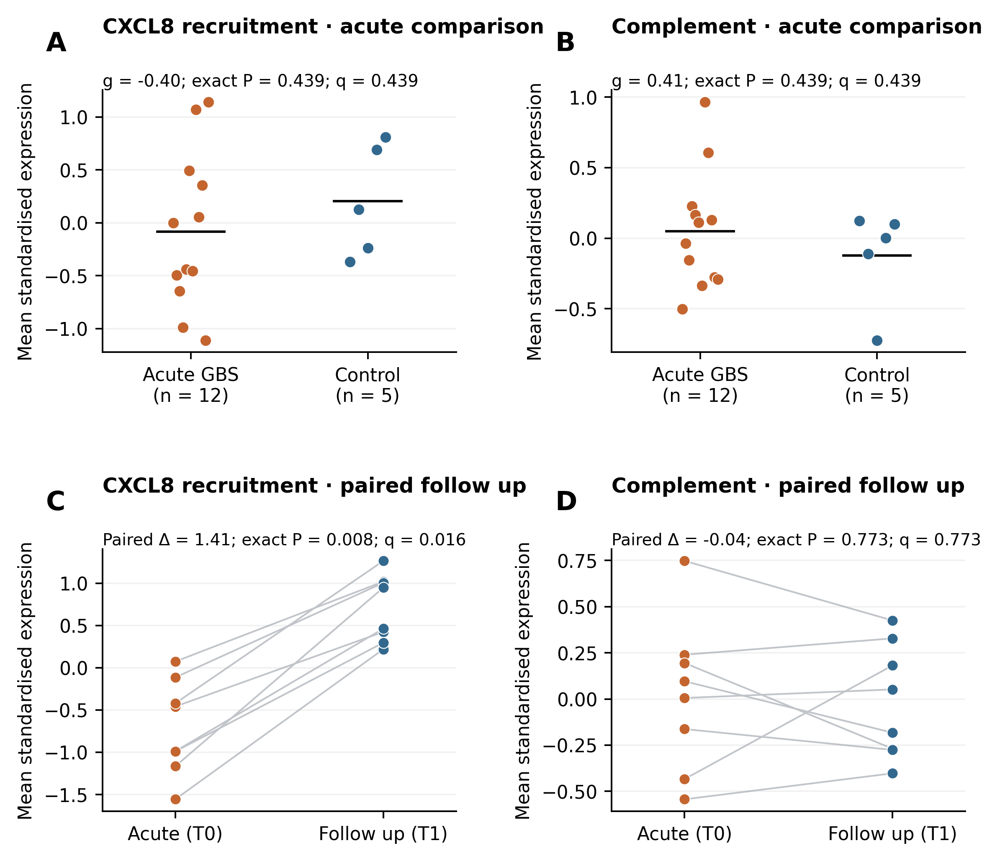 A
CXCL8 recruitment · acute comparison
g = -0.40; exact P = 0.439; q = 0.439
Mean standardised expression
1.0
0.5
0.0
−0.5
−1.0
Acute GBS
(n = 12)
Control
(n = 5)
B
Complement · acute comparison
g = 0.41; exact P = 0.439; q = 0.439
Mean standardised expression
1.0
0.5
0.0
−0.5
Acute GBS
(n = 12)
Control
(n = 5)
C
CXCL8 recruitment · paired follow up
Paired Δ = 1.41; exact P = 0.008; q = 0.016
Mean standardised expression
1.0
0.5
0.0
−0.5
−1.0
−1.5
Acute (T0)
Follow up (T1)
D
Complement · paired follow up
Paired Δ = -0.04; exact P = 0.773; q = 0.773
Mean standardised expression
0.75
0.50
0.25
0.00
−0.25
−0.50
Acute (T0)
Follow up (T1)